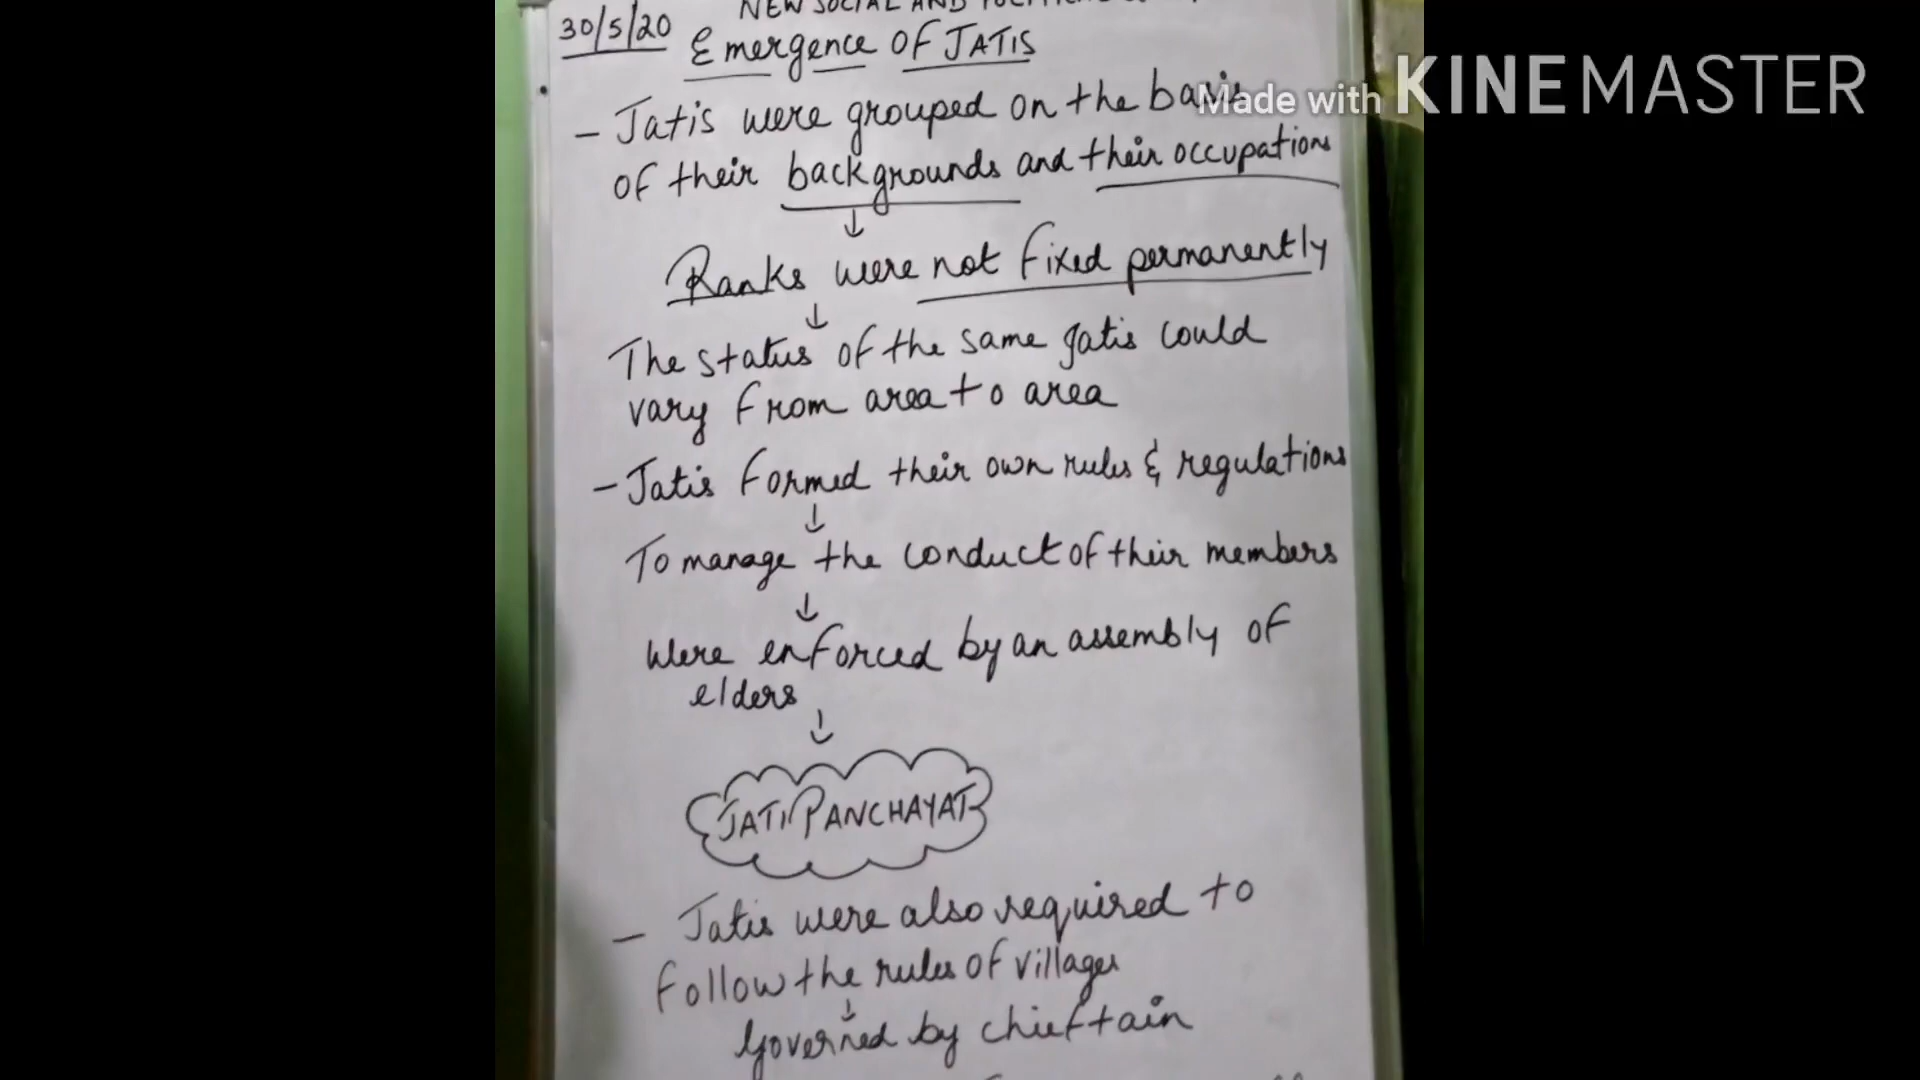 NEW SOCIAL AND
30/5/20
Emergence OF JATIS
Made with KINEMASTER
- Jatis were grouped on the basis
of their backgrounds and their occupations
↓
Ranks were not fixed permanently
↓
The status of the same Jatis could
vary from area to area
- Jatis formed their own rules & regulations
↓
To manage the conduct of their members
↓
Were enforced by an assembly of
elders
↓
JATI PANCHAYAT
- Jatis were also required to
follow the rules of villages
↓
Governed by chieftain